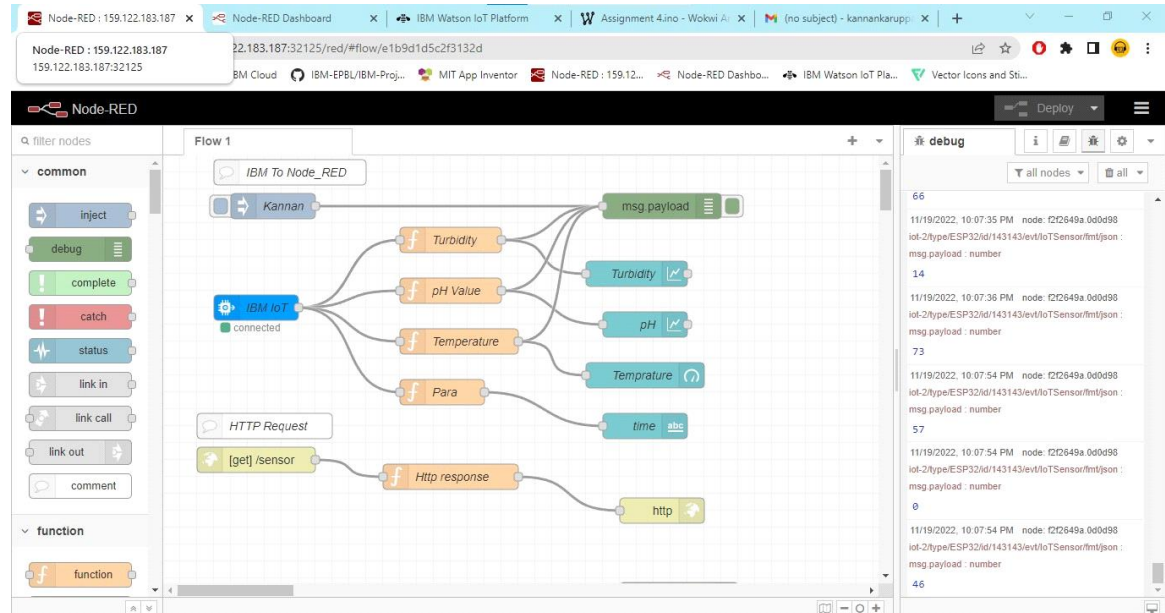 Node-RED : 159.122.183.187
Node-RED Dashboard
IBM Watson IoT Platform
Assignment 4.ino - Wokwi Ar
(no subject) - kannankarupp
Node-RED : 159.122.183.187
159.122.183.187:32125
22.183.187:32125/red/#flow/e1b9d1d5c2f3132d
BM Cloud
IBM-EPBL/IBM-Proj...
MIT App Inventor
Node-RED : 159.12...
Node-RED Dashbo...
IBM Watson IoT Pla...
Vector Icons and Sti...
Node-RED
Deploy
filter nodes
common
inject
debug
complete
catch
status
link in
link call
link out
comment
function
function
Flow 1
IBM To Node_RED
Kannan
msg.payload
Turbidity
Turbidity
pH Value
IBM IoT
connected
pH
Temperature
Temprature
Para
time
abc
HTTP Request
[get] /sensor
Http response
http
debug
all nodes
all
66
11/19/2022, 10:07:35 PM node: f2f2649a.0d0d98
iot-2/type/ESP32/id/143143/evt/IoTSensor/fmt/json :
msg.payload : number
14
11/19/2022, 10:07:36 PM node: f2f2649a.0d0d98
iot-2/type/ESP32/id/143143/evt/IoTSensor/fmt/json :
msg.payload : number
73
11/19/2022, 10:07:54 PM node: f2f2649a.0d0d98
iot-2/type/ESP32/id/143143/evt/IoTSensor/fmt/json :
msg.payload : number
57
11/19/2022, 10:07:54 PM node: f2f2649a.0d0d98
iot-2/type/ESP32/id/143143/evt/IoTSensor/fmt/json :
msg.payload : number
0
11/19/2022, 10:07:54 PM node: f2f2649a.0d0d98
iot-2/type/ESP32/id/143143/evt/IoTSensor/fmt/json :
msg.payload : number
46